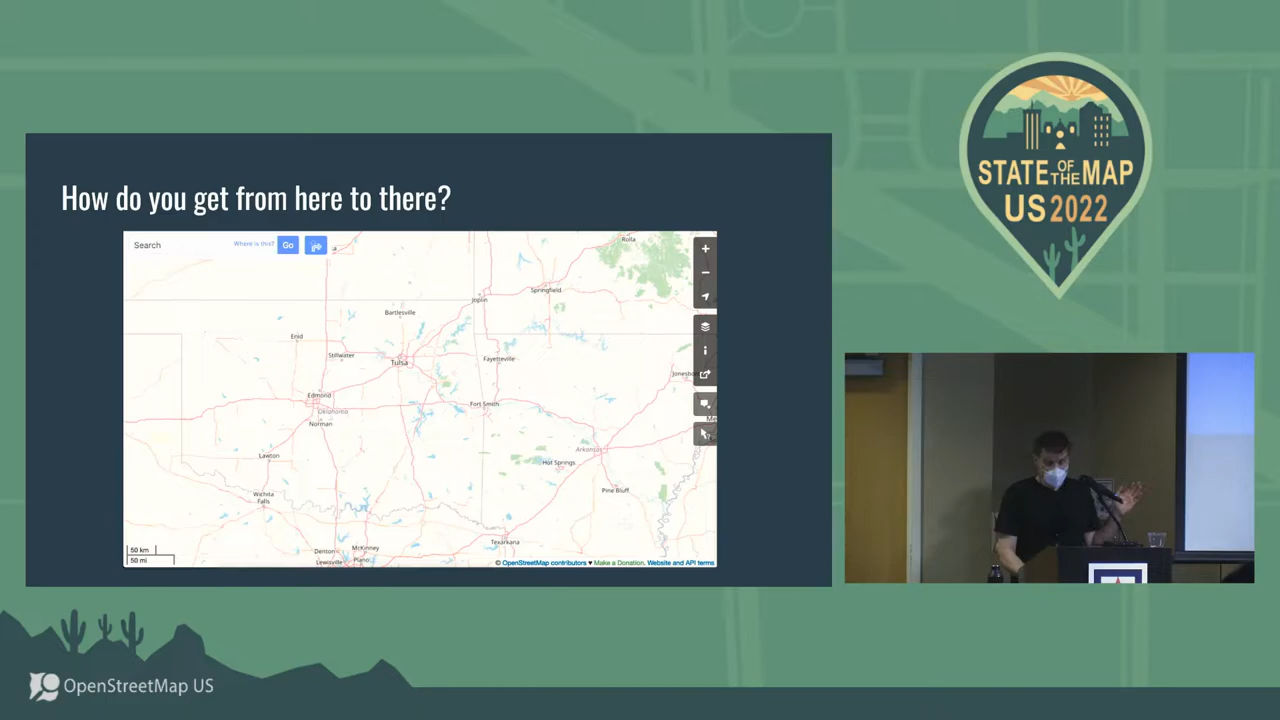 How do you get from here to there?
Search
Where is this?
Go
Rolla
Springfield
Joplin
Bartlesville
Enid
Stillwater
Tulsa
Fayetteville
Jonesbo
Edmond
Oklahoma
Norman
Fort Smith
Lawton
Arkansas
Hot Springs
Wichita
Falls
Pine Bluff
Texarkana
Denton
McKinney
Lewisville
Plano
50 km
50 mi
© OpenStreetMap contributors ♥ Make a Donation. Website and API terms
STATE OF THE MAP
US 2022
OpenStreetMap US